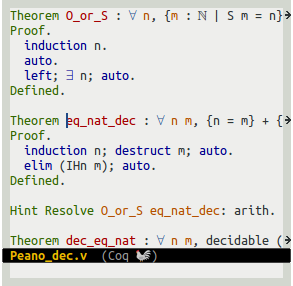 Theorem O_or_S : ∀ n, {m : ℕ | S m = n}
Proof.
induction n.
auto.
left; ∃ n; auto.
Defined.
Theorem eq_nat_dec : ∀ n m, {n = m} + {
Proof.
induction n; destruct m; auto.
elim (IHn m); auto.
Defined.
Hint Resolve O_or_S eq_nat_dec: arith.
Theorem dec_eq_nat : ∀ n m, decidable (
Peano_dec.v (Coq 🐓)